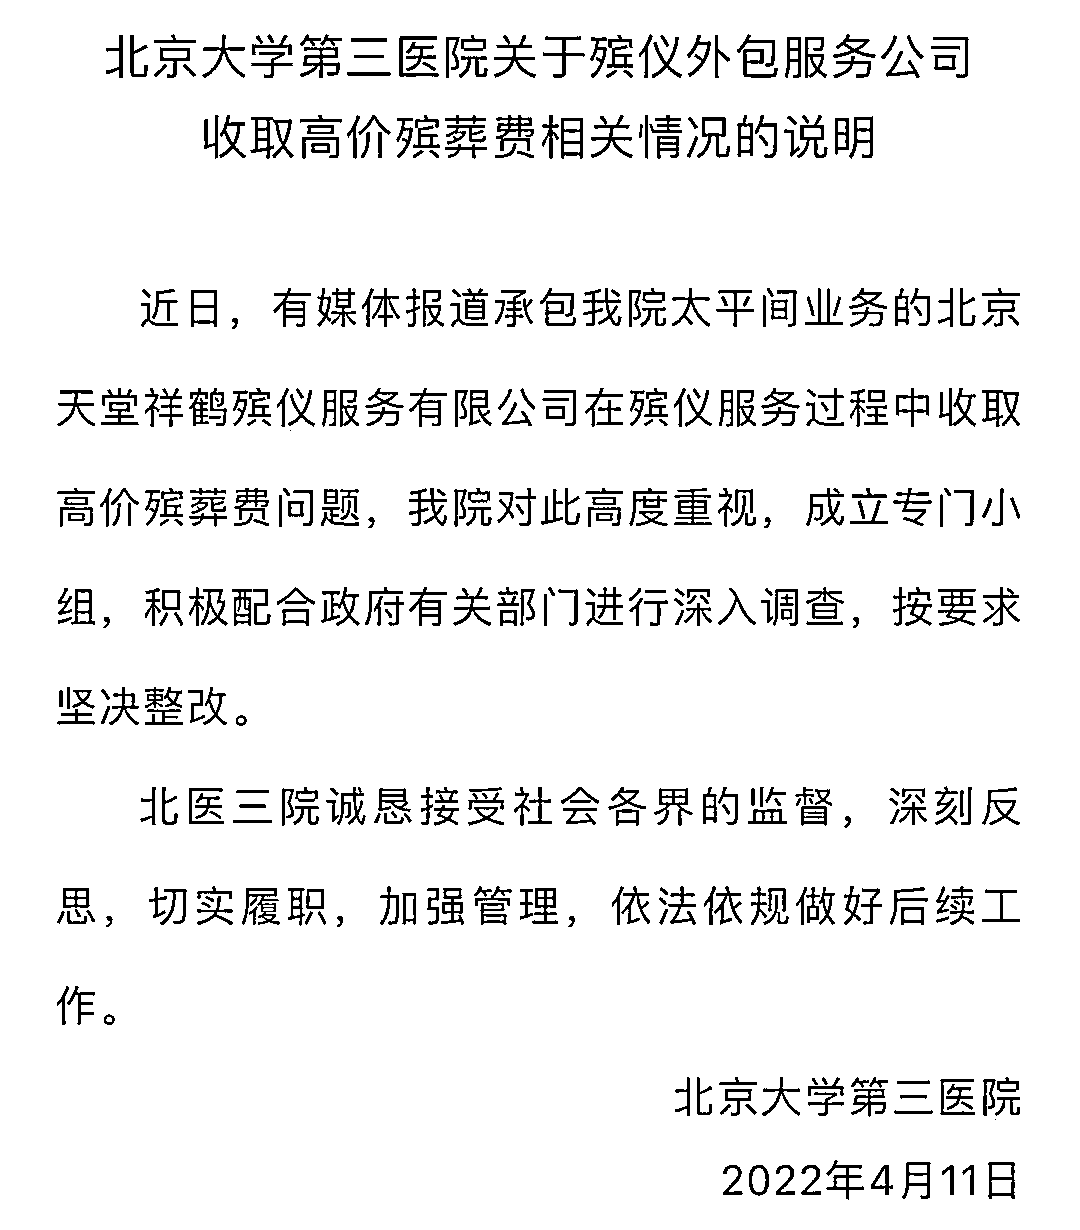 北京大学第三医院关于殡仪外包服务公司
收取高价殡葬费相关情况的说明
近日，有媒体报道承包我院太平间业务的北京
天堂祥鹤殡仪服务有限公司在殡仪服务过程中收取
高价殡葬费问题，我院对此高度重视，成立专门小
组，积极配合政府有关部门进行深入调查，按要求
坚决整改。
北医三院诚恳接受社会各界的监督，深刻反
思，切实履职，加强管理，依法依规做好后续工
作。
北京大学第三医院
2022年4月11日